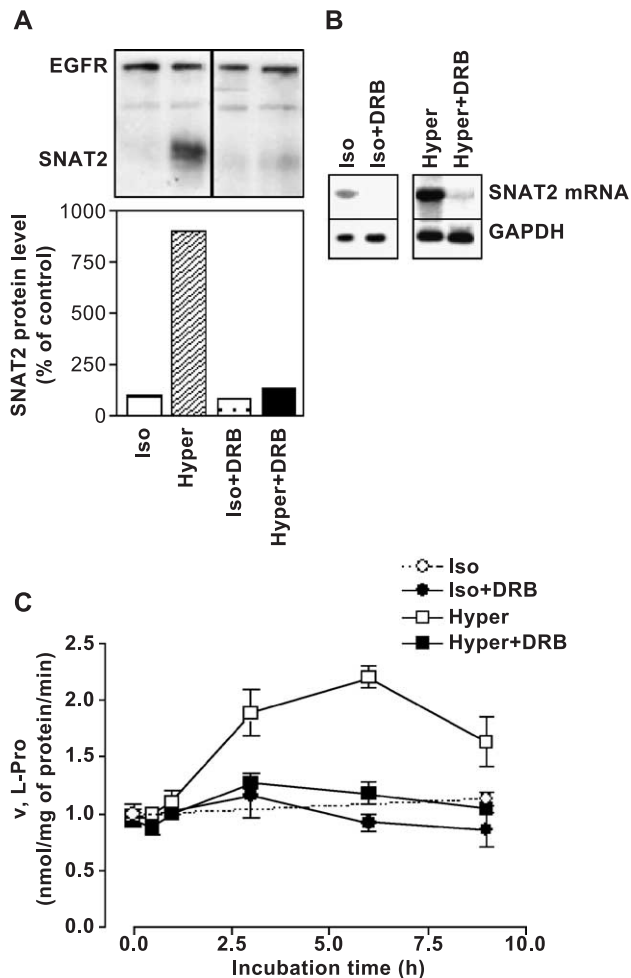 A
B
EGFR
SNAT2
Iso
Iso+DRB
Hyper
Hyper+DRB
SNAT2 mRNA
GAPDH
SNAT2 protein level
(% of control)
1000
750
500
250
0
Iso
Hyper
Iso+DRB
Hyper+DRB
C
Iso
Iso+DRB
Hyper
Hyper+DRB
v, L-Pro
(nmol/mg of protein/min)
2.5
2.0
1.5
1.0
0.5
0.0
0.0
2.5
5.0
7.5
10.0
Incubation time (h)